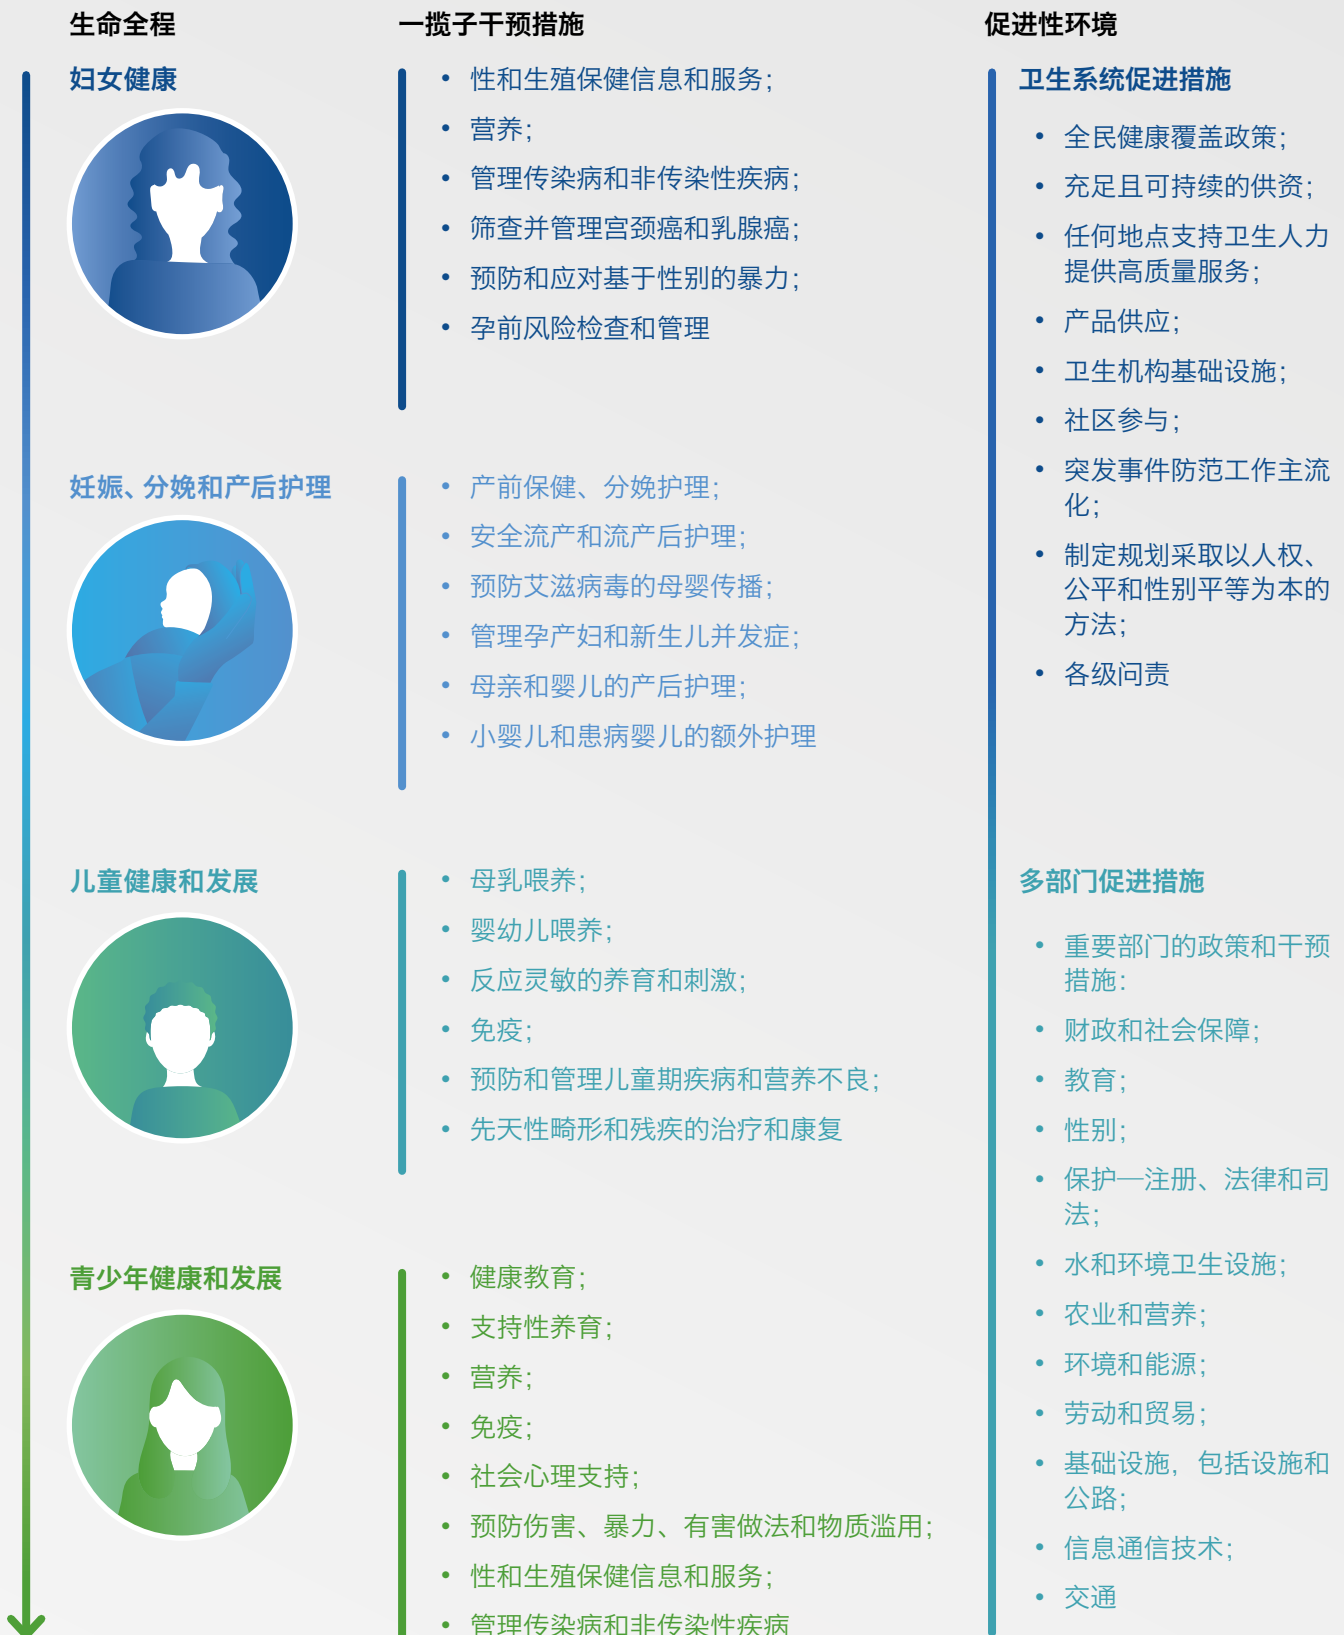 生命全程
妇女健康
妊娠、分娩和产后护理
儿童健康和发展
青少年健康和发展
一揽子干预措施
• 性和生殖保健信息和服务；
• 营养；
• 管理传染病和非传染性疾病；
• 筛查并管理宫颈癌和乳腺癌；
• 预防和应对基于性别的暴力；
• 孕前风险检查和管理
• 产前保健、分娩护理；
• 安全流产和流产后护理；
• 预防艾滋病毒的母婴传播；
• 管理孕产妇和新生儿并发症；
• 母亲和婴儿的产后护理；
• 小婴儿和患病婴儿的额外护理
• 母乳喂养；
• 婴幼儿喂养；
• 反应灵敏的养育和刺激；
• 免疫；
• 预防和管理儿童期疾病和营养不良；
• 先天性畸形和残疾的治疗和康复
• 健康教育；
• 支持性养育；
• 营养；
• 免疫；
• 社会心理支持；
• 预防伤害、暴力、有害做法和物质滥用；
• 性和生殖保健信息和服务；
• 管理传染病和非传染性疾病
促进性环境
卫生系统促进措施
• 全民健康覆盖政策；
• 充足且可持续的供资；
• 任何地点支持卫生人力
提供高质量服务；
• 产品供应；
• 卫生机构基础设施；
• 社区参与；
• 突发事件防范工作主流
化；
• 制定规划采取以人权、
公平和性别平等为本的
方法；
• 各级问责
多部门促进措施
• 重要部门的政策和干预
措施：
• 财政和社会保障；
• 教育；
• 性别；
• 保护—注册、法律和司
法；
• 水和环境卫生设施；
• 农业和营养；
• 环境和能源；
• 劳动和贸易；
• 基础设施，包括设施和
公路；
• 信息通信技术；
• 交通